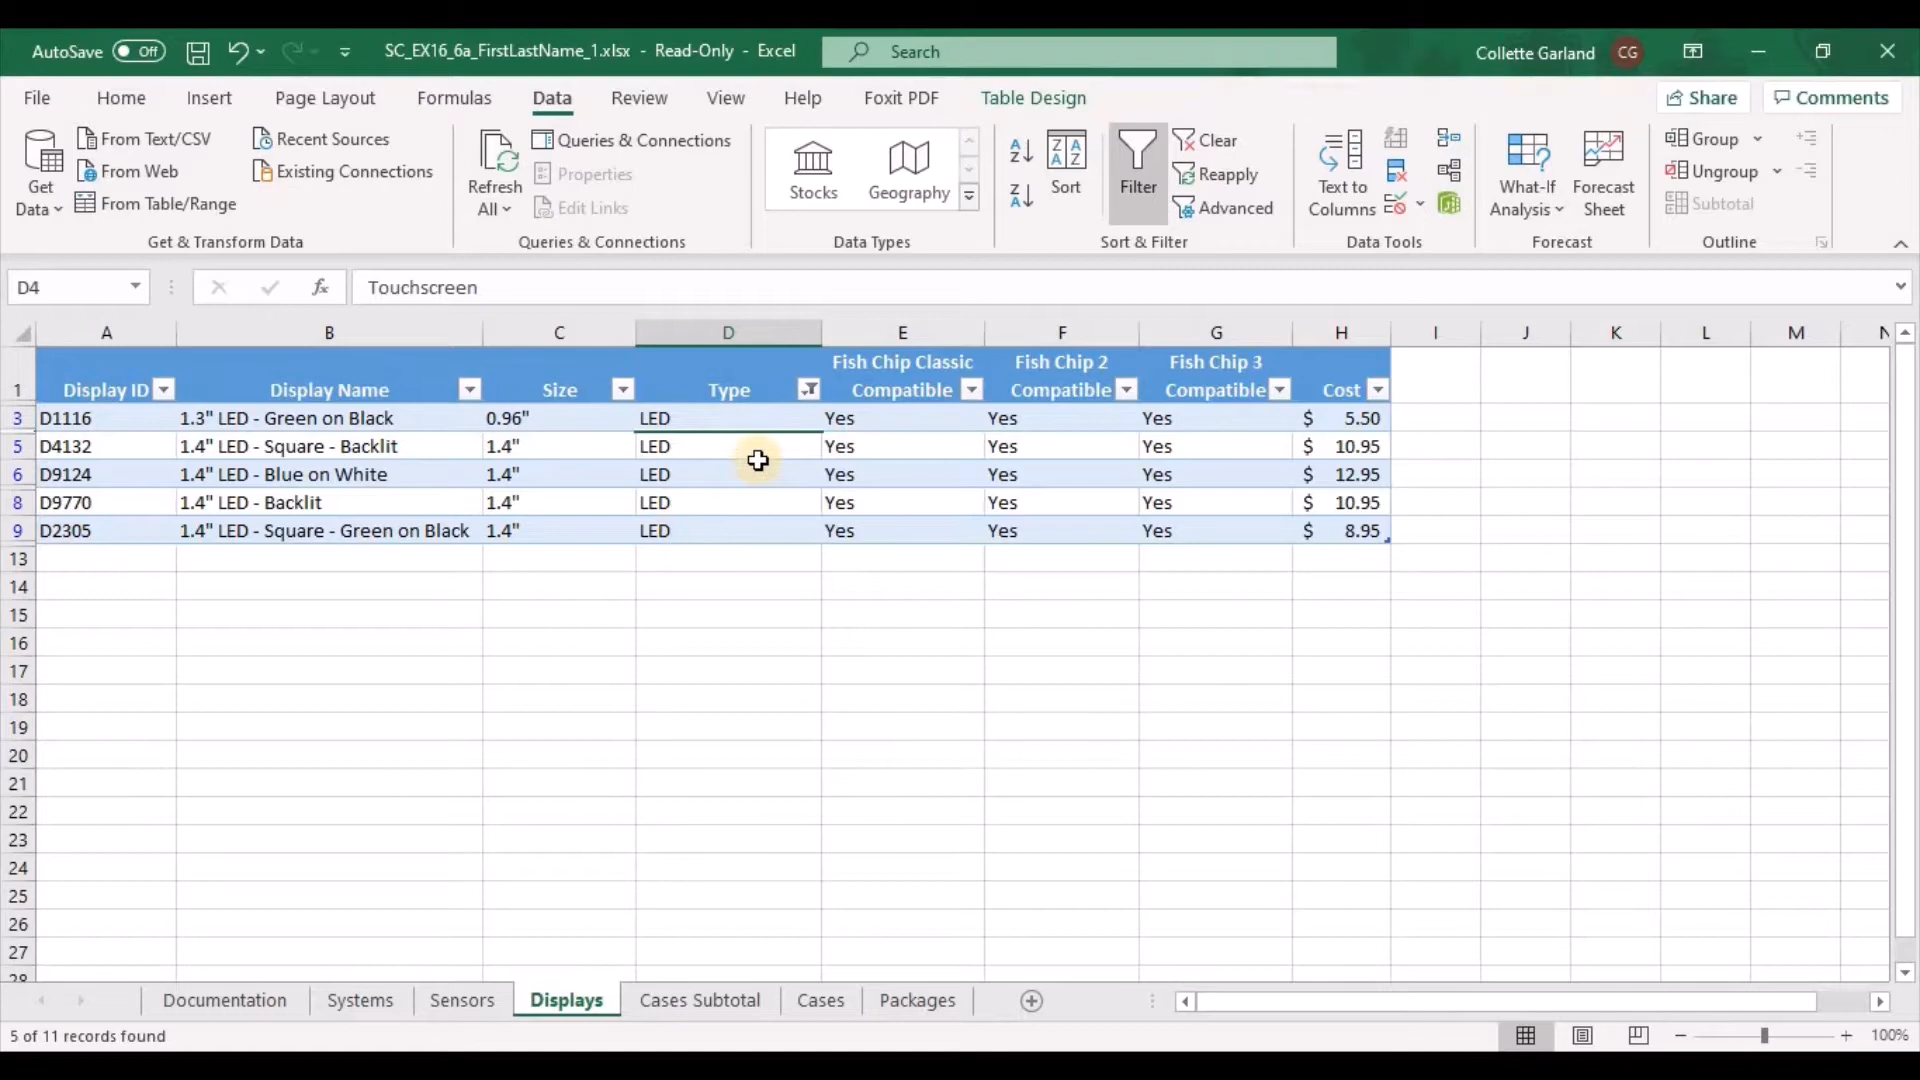 AutoSave Off SC_EX16_6a_FirstLastName_1.xlsx - Read-Only - Excel Search Collette Garland CG
File Home Insert Page Layout Formulas Data Review View Help Foxit PDF Table Design Share Comments
Get Data
From Text/CSV
From Web
From Table/Range
Recent Sources
Existing Connections
Get & Transform Data
Refresh All
Queries & Connections
Properties
Edit Links
Queries & Connections
Stocks
Geography
Data Types
Sort
Filter
Clear
Reapply
Advanced
Sort & Filter
Text to Columns
Data Tools
What-If Analysis
Forecast Sheet
Forecast
Group
Ungroup
Subtotal
Outline
D4 fx Touchscreen
A B C D E F G H I J K L M N
1 Display ID Display Name Size Type Fish Chip Classic Compatible Fish Chip 2 Compatible Fish Chip 3 Compatible Cost
3 D1116 1.3" LED - Green on Black 0.96" LED Yes Yes Yes $ 5.50
5 D4132 1.4" LED - Square - Backlit 1.4" LED Yes Yes Yes $ 10.95
6 D9124 1.4" LED - Blue on White 1.4" LED Yes Yes Yes $ 12.95
8 D9770 1.4" LED - Backlit 1.4" LED Yes Yes Yes $ 10.95
9 D2305 1.4" LED - Square - Green on Black 1.4" LED Yes Yes Yes $ 8.95
13
14
15
16
17
18
19
20
21
22
23
24
25
26
27
28
Documentation Systems Sensors Displays Cases Subtotal Cases Packages
5 of 11 records found 100%